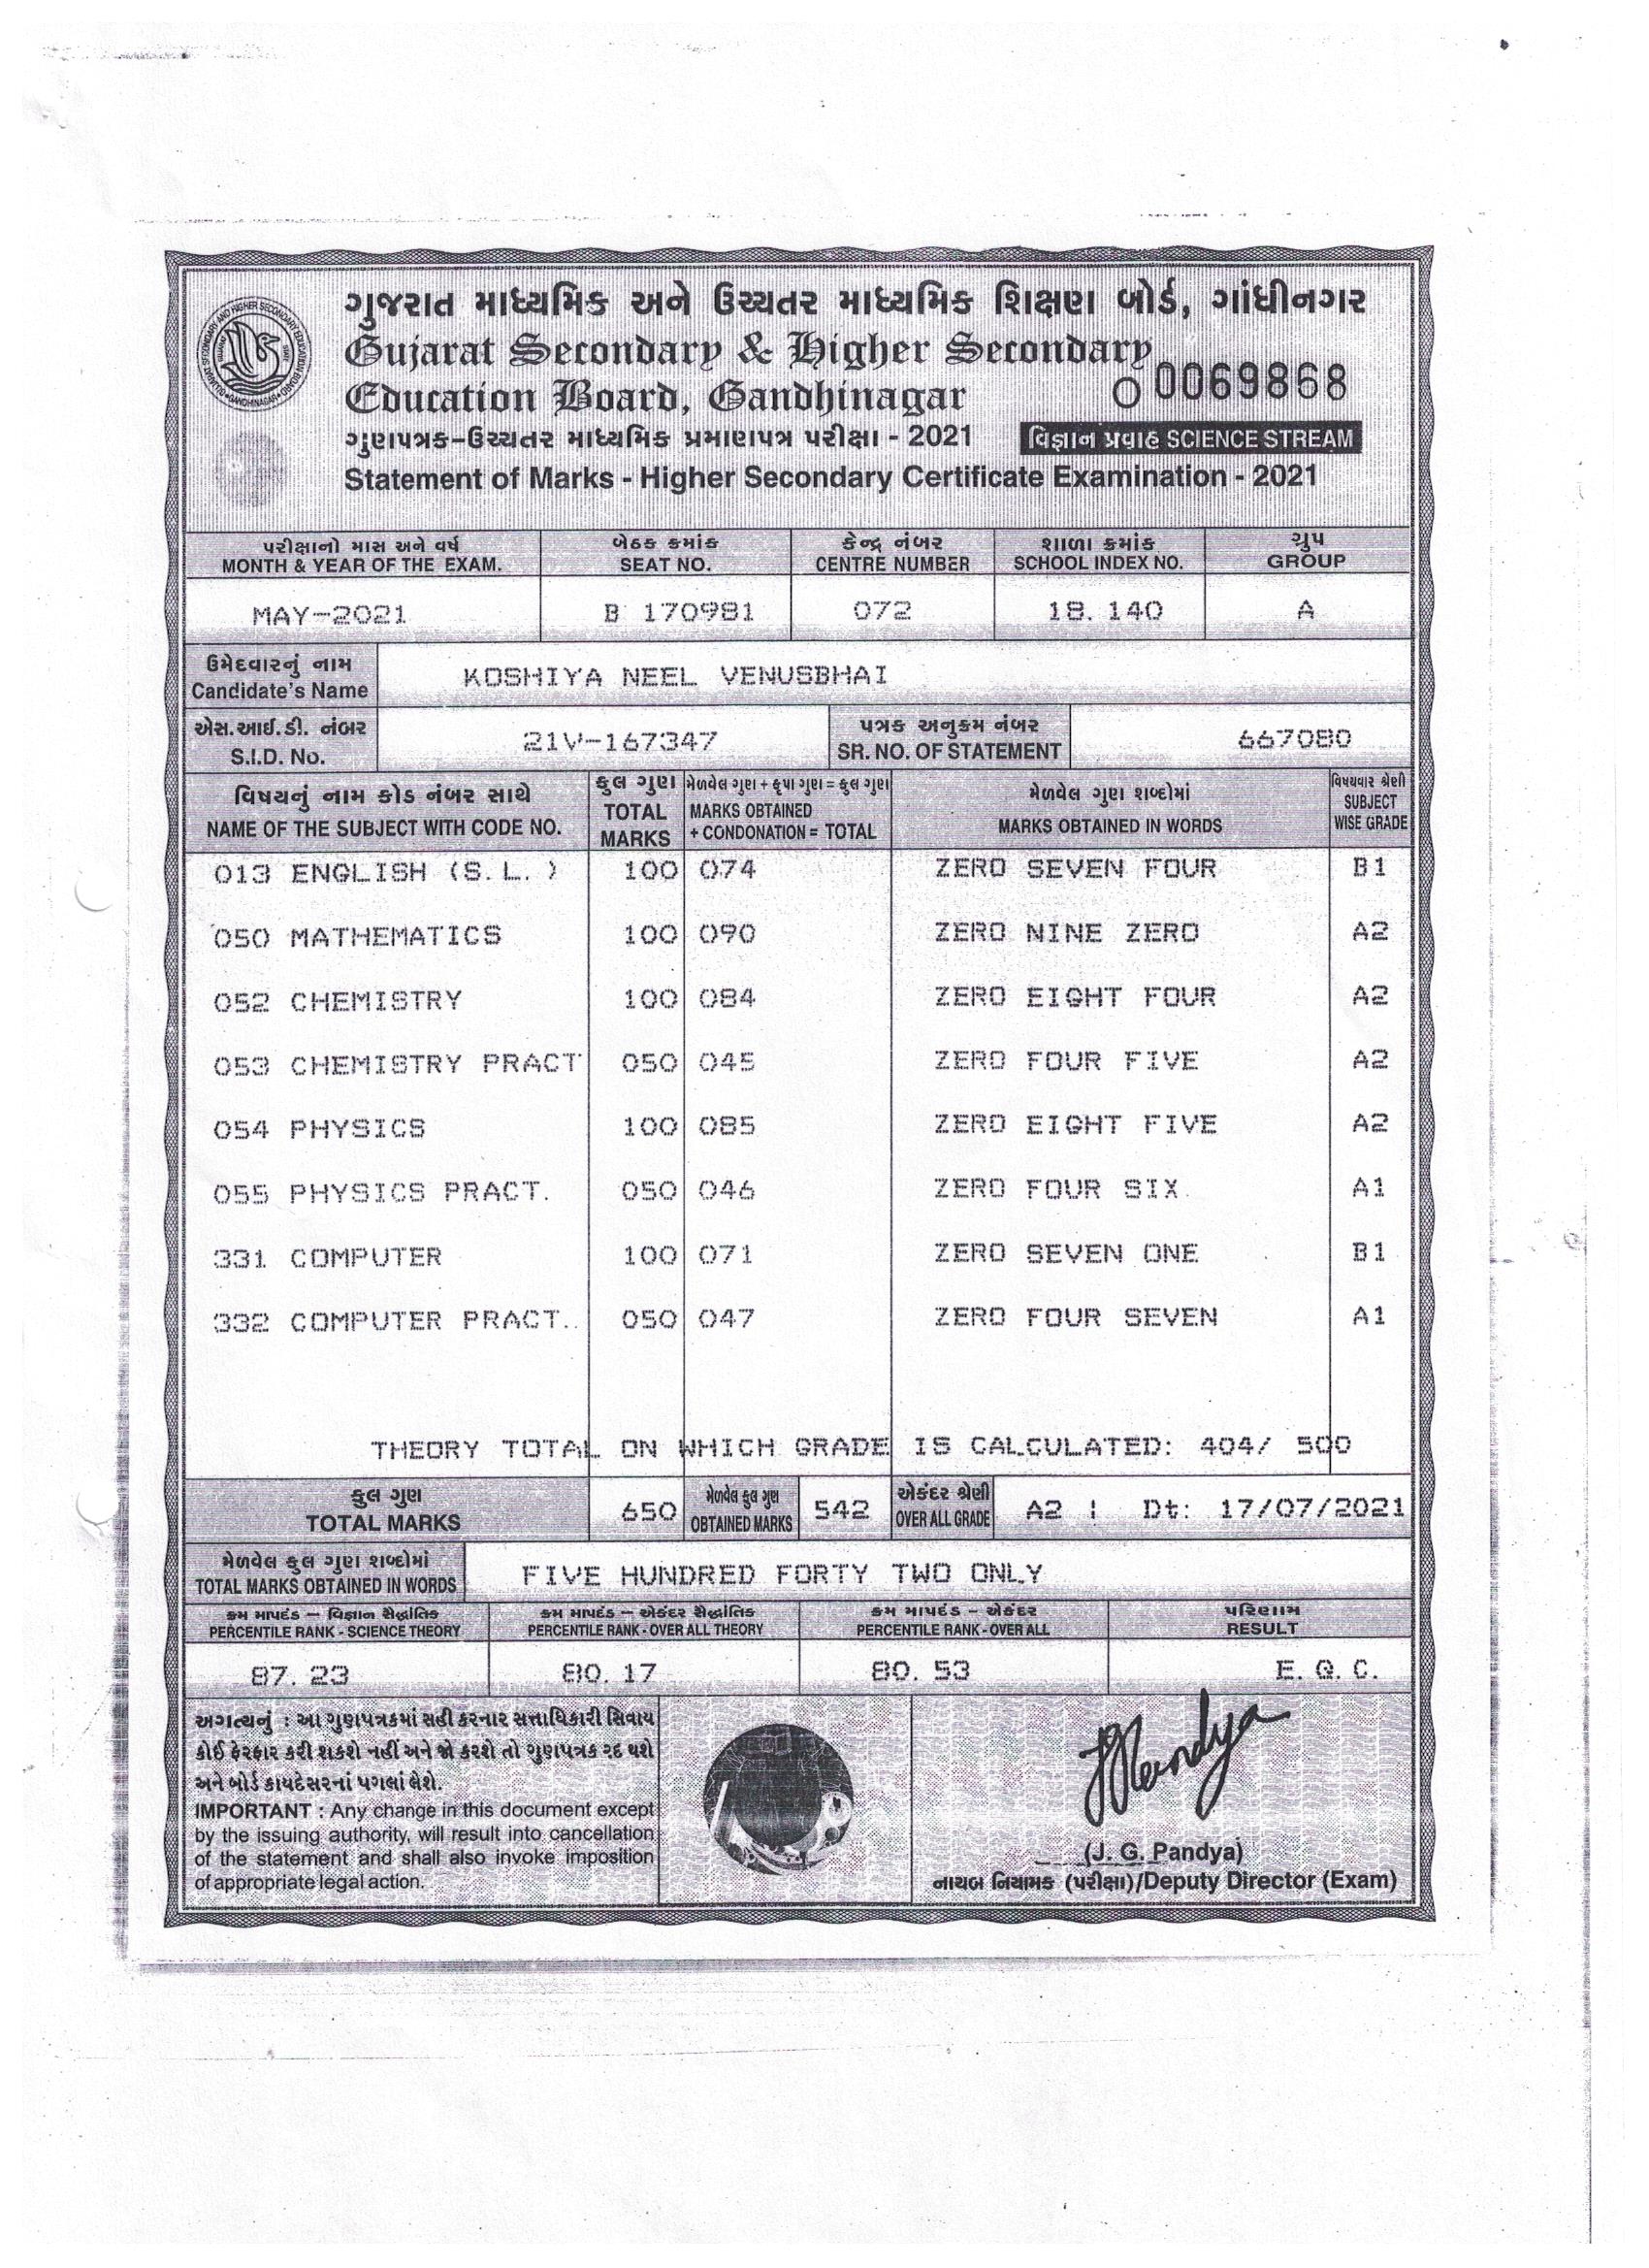 ગુજરાત માધ્યમિક અને ઉચ્ચતર માધ્યમિક શિક્ષણ બોર્ડ, ગાંધીનગર
Gujarat Secondary & Higher Secondary
Education Board, Gandhinagar
0069868
ગુણપત્રક-ઉચ્ચતર માધ્યમિક પ્રમાણપત્ર પરીક્ષા - 2021
વિજ્ઞાન પ્રવાહ SCIENCE STREAM
Statement of Marks - Higher Secondary Certificate Examination - 2021
પરીક્ષાનો માસ અને વર્ષ બેઠક ક્રમાંક કેન્દ્ર નંબર શાળા ક્રમાંક ગ્રુપ
MONTH & YEAR OF THE EXAM. SEAT NO. CENTRE NUMBER SCHOOL INDEX NO. GROUP
MAY-2021 B 170981 072 18. 140 A
ઉમેદવારનું નામ
Candidate's Name
KOSHIYA NEEL VENUSBHAI
એસ.આઈ.ડી. નંબર
S.I.D. No.
21V-167347
પત્રક અનુક્રમ નંબર
SR. NO. OF STATEMENT
667080
વિષયનું નામ કોડ નંબર સાથે
NAME OF THE SUBJECT WITH CODE NO.
કુલ ગુણ
TOTAL
MARKS
મેળવેલ ગુણ + કૃપા ગુણ = કુલ ગુણ
MARKS OBTAINED
+ CONDONATION = TOTAL
મેળવેલ ગુણ શબ્દોમાં
MARKS OBTAINED IN WORDS
વિષયવાર શ્રેણી
SUBJECT
WISE GRADE
013 ENGLISH (S. L. ) 100 074 ZERO SEVEN FOUR B1
050 MATHEMATICS 100 090 ZERO NINE ZERO A2
052 CHEMISTRY 100 084 ZERO EIGHT FOUR A2
053 CHEMISTRY PRACT 050 045 ZERO FOUR FIVE A2
054 PHYSICS 100 085 ZERO EIGHT FIVE A2
055 PHYSICS PRACT. 050 046 ZERO FOUR SIX A1
331 COMPUTER 100 071 ZERO SEVEN ONE B1
332 COMPUTER PRACT.. 050 047 ZERO FOUR SEVEN A1
THEORY TOTAL ON WHICH GRADE IS CALCULATED: 404/ 500
કુલ ગુણ
TOTAL MARKS
650
મેળવેલ કુલ ગુણ
OBTAINED MARKS
542
એકંદર શ્રેણી
OVER ALL GRADE
A2 | Dt: 17/07/2021
મેળવેલ કુલ ગુણ શબ્દોમાં
TOTAL MARKS OBTAINED IN WORDS
FIVE HUNDRED FORTY TWO ONLY
ક્રમ માપદંડ – વિજ્ઞાન સૈદ્ધાંતિક ક્રમ માપદંડ – એકંદર સૈદ્ધાંતિક ક્રમ માપદંડ – એકંદર પરિણામ
PERCENTILE RANK - SCIENCE THEORY PERCENTILE RANK - OVER ALL THEORY PERCENTILE RANK - OVER ALL RESULT
87. 23 80. 17 80. 53 E. Q. C.
અગત્યનું : આ ગુણપત્રકમાં સહી કરનાર સત્તાધિકારી સિવાય
કોઈ ફેરફાર કરી શકશે નહીં અને જો કરશે તો ગુણપત્રક રદ થશે
અને બોર્ડ કાયદેસરનાં પગલાં લેશે.
IMPORTANT : Any change in this document except
by the issuing authority, will result into cancellation
of the statement and shall also invoke imposition
of appropriate legal action.
JGPandya
(J. G. Pandya)
નાયબ નિયામક (પરીક્ષા)/Deputy Director (Exam)